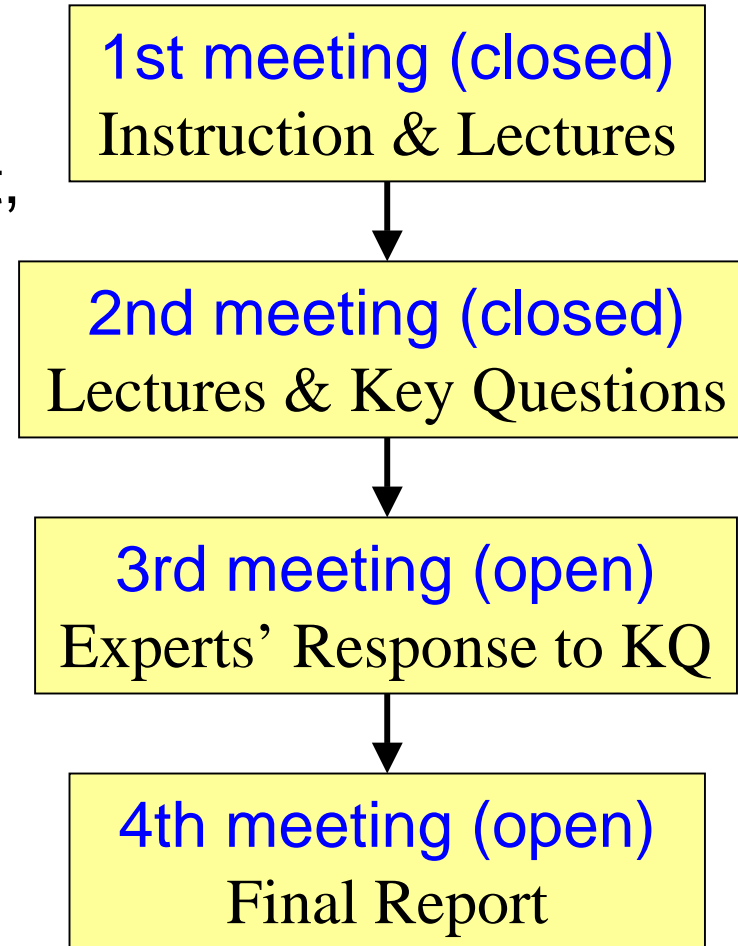 1st meeting (closed)
Instruction & Lectures
2nd meeting (closed)
Lectures & Key Questions
3rd meeting (open)
Experts’ Response to KQ
4th meeting (open)
Final Report